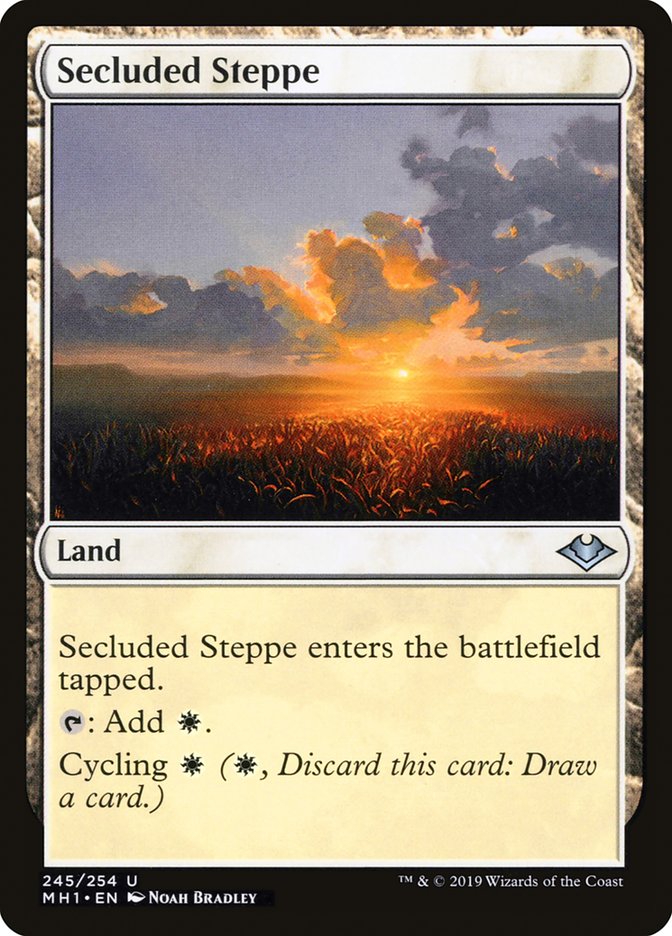 Secluded Steppe
Land
Secluded Steppe enters the battlefield
tapped.
: Add .
Cycling (, Discard this card: Draw
a card.)
245/254 U
MH1•EN NOAH BRADLEY
™ & © 2019 Wizards of the Coast